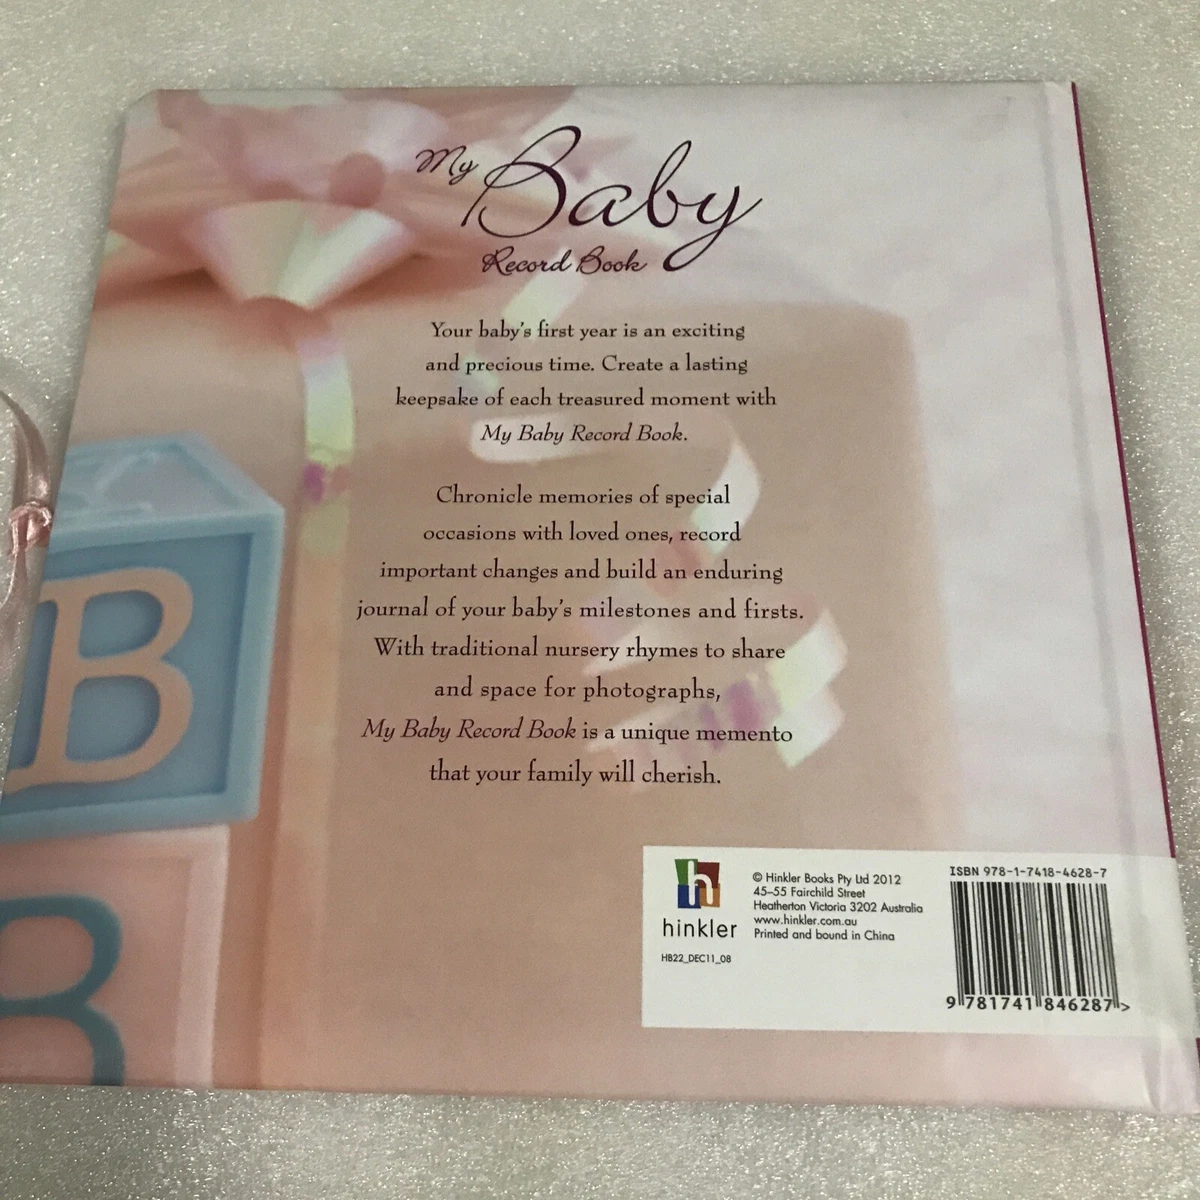 My Baby
Record Book
Your baby's first year is an exciting
and precious time. Create a lasting
keepsake of each treasured moment with
My Baby Record Book.
Chronicle memories of special
occasions with loved ones, record
important changes and build an enduring
journal of your baby's milestones and firsts.
With traditional nursery rhymes to share
and space for photographs,
My Baby Record Book is a unique memento
that your family will cherish.
B
B
h
hinkler
HB22_DEC11_08
© Hinkler Books Pty Ltd 2012
45-55 Fairchild Street
Heatherton Victoria 3202 Australia
www.hinkler.com.au
Printed and bound in China
ISBN 978-1-7418-4628-7
9 781741 846287 >